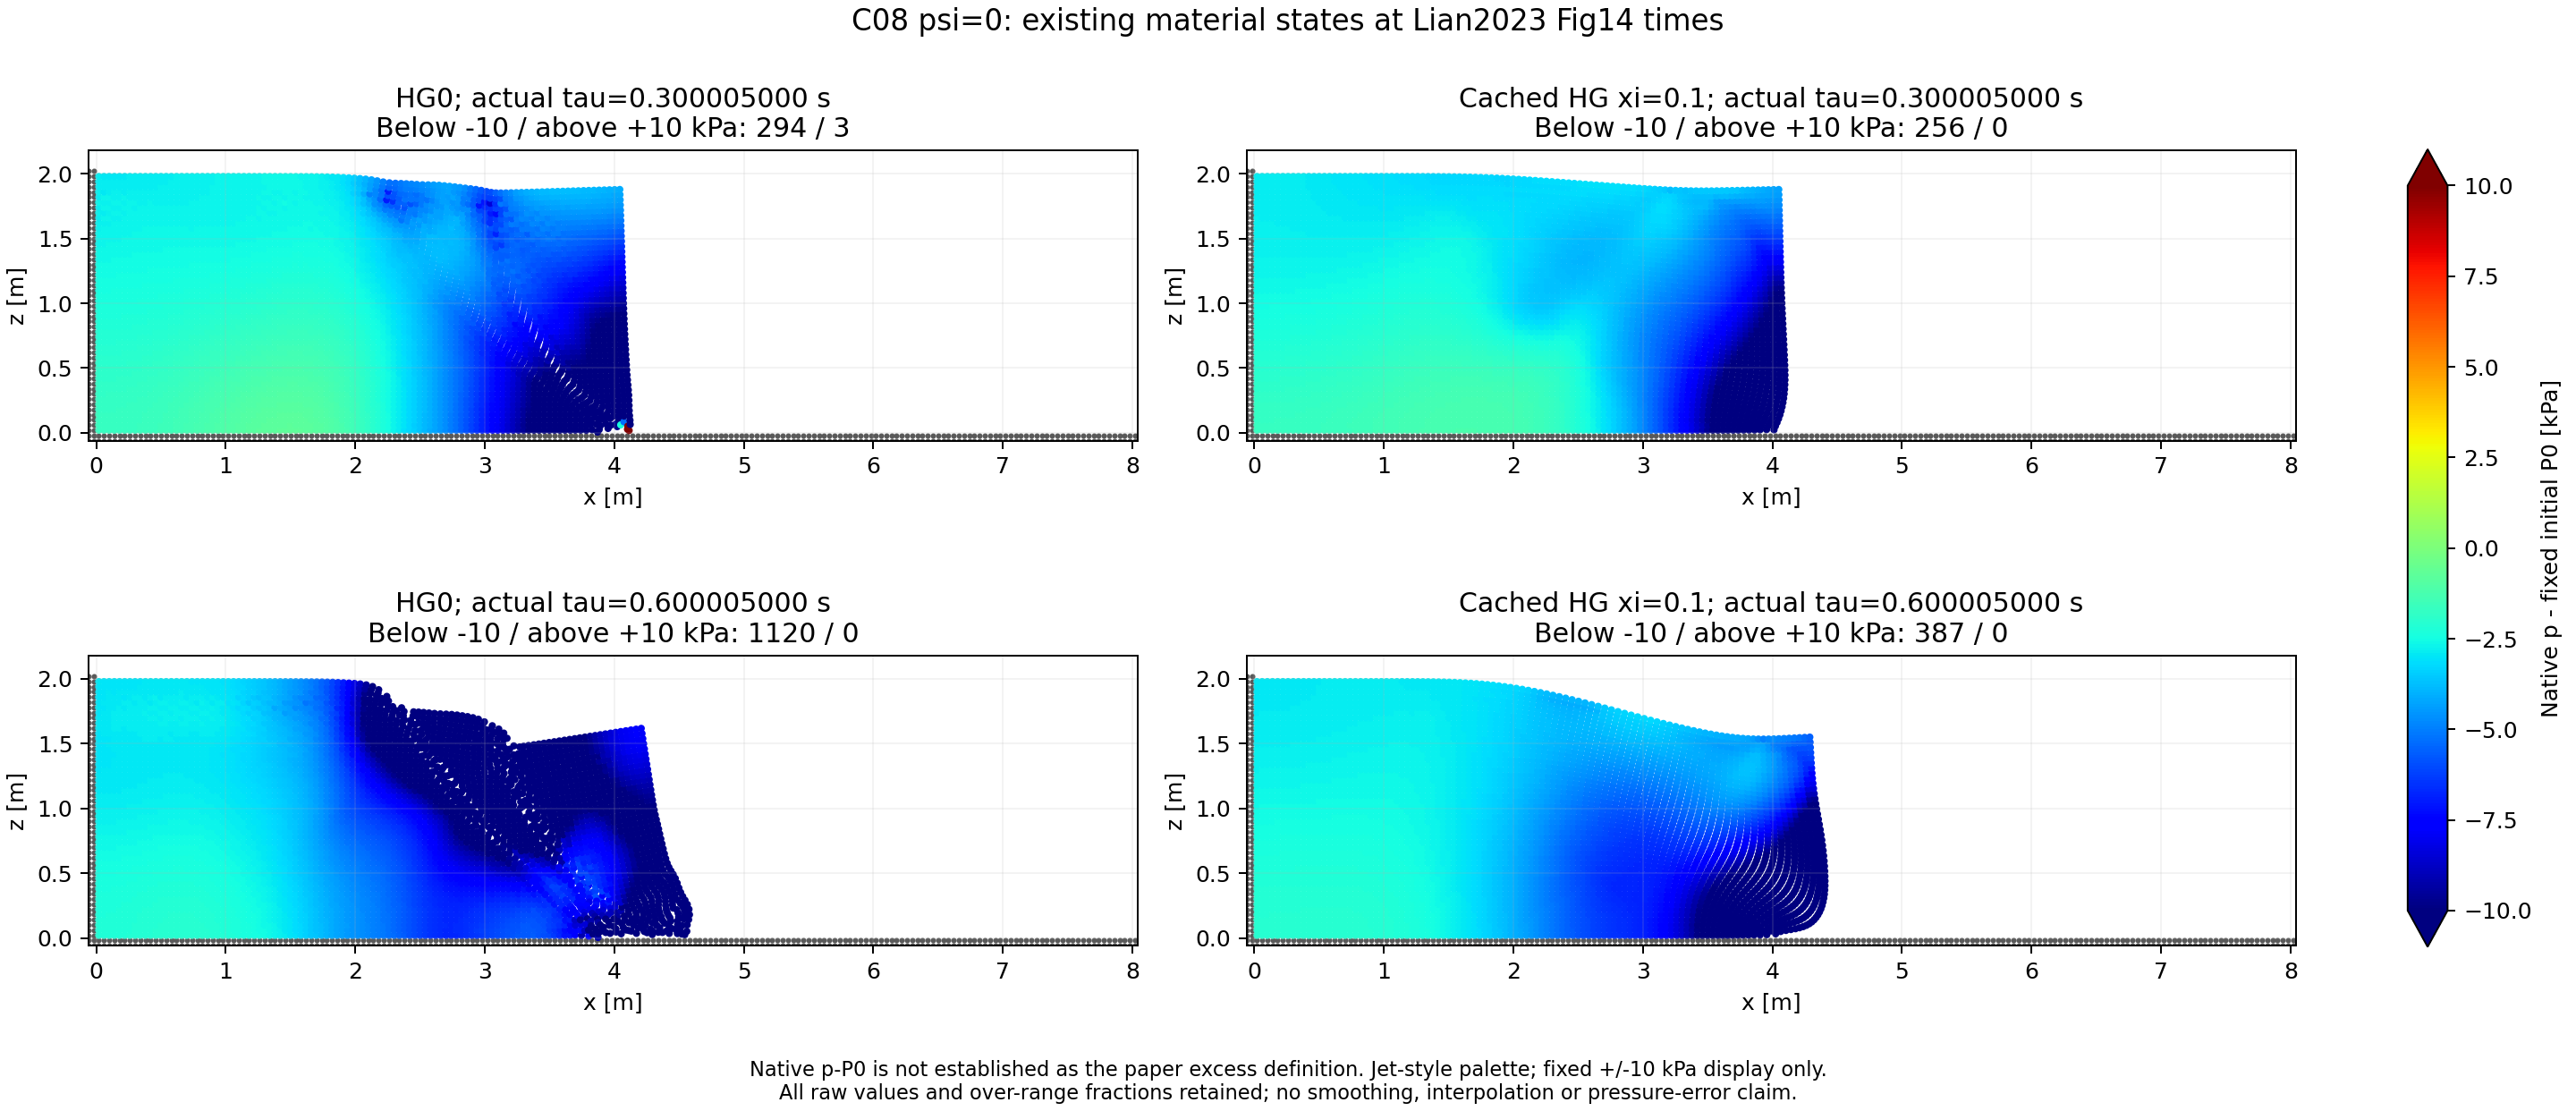 C08 psi=0: existing material states at Lian2023 Fig14 times
HG0; actual tau=0.300005000 s
Below -10 / above +10 kPa: 294 / 3
2.0
1.5
1.0
0.5
0.0
z [m]
0 1 2 3 4 5 6 7 8
x [m]
Cached HG xi=0.1; actual tau=0.300005000 s
Below -10 / above +10 kPa: 256 / 0
2.0
1.5
1.0
0.5
0.0
z [m]
0 1 2 3 4 5 6 7 8
x [m]
HG0; actual tau=0.600005000 s
Below -10 / above +10 kPa: 1120 / 0
2.0
1.5
1.0
0.5
0.0
z [m]
0 1 2 3 4 5 6 7 8
x [m]
Cached HG xi=0.1; actual tau=0.600005000 s
Below -10 / above +10 kPa: 387 / 0
2.0
1.5
1.0
0.5
0.0
z [m]
0 1 2 3 4 5 6 7 8
x [m]
10.0
7.5
5.0
2.5
0.0
−2.5
−5.0
−7.5
−10.0
Native p - fixed initial P0 [kPa]
Native p-P0 is not established as the paper excess definition. Jet-style palette; fixed +/-10 kPa display only.
All raw values and over-range fractions retained; no smoothing, interpolation or pressure-error claim.